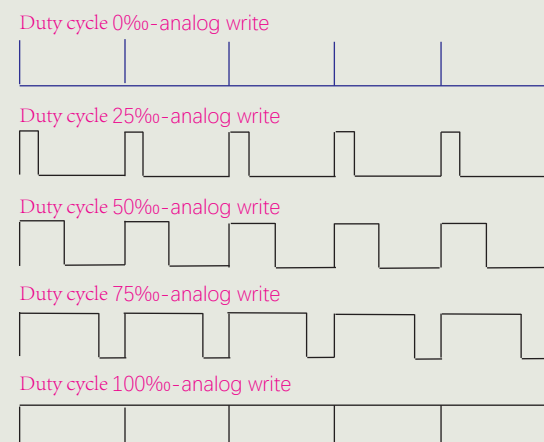 Duty cycle 0%o-analog write
Duty cycle 25%o-analog write
Duty cycle 50%o-analog write
Duty cycle 75%o-analog write
Duty cycle 100%o-analog write